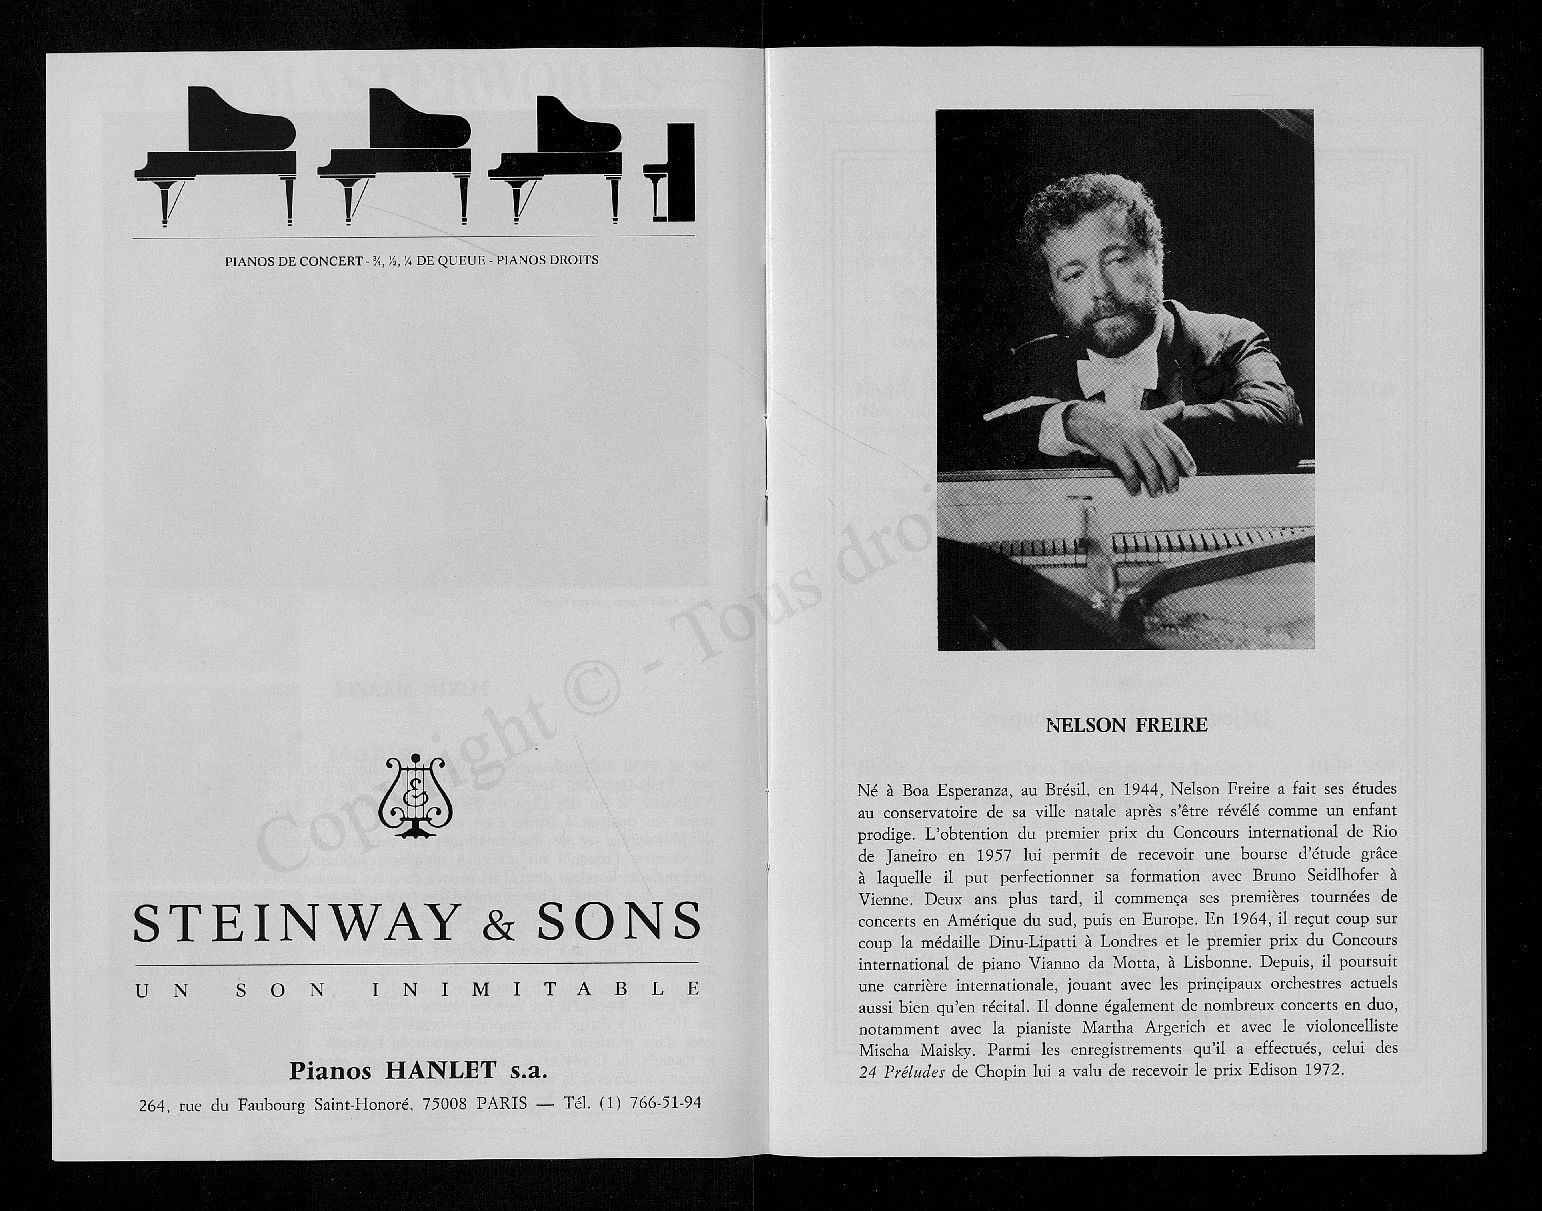 PIANOS DE CONCERT - ¾, ½, ¼ DE QUEUE - PIANOS DROITS
STEINWAY & SONS
UN SON INIMITABLE
Pianos HANLET s.a.
264, rue du Faubourg Saint-Honoré, 75008 PARIS — Tél. (1) 766-51-94
Copyright © - Tous droits
NELSON FREIRE
Né à Boa Esperanza, au Brésil, en 1944, Nelson Freire a fait ses études
au conservatoire de sa ville natale après s'être révélé comme un enfant
prodige. L'obtention du premier prix du Concours international de Rio
de Janeiro en 1957 lui permit de recevoir une bourse d'étude grâce
à laquelle il put perfectionner sa formation avec Bruno Seidlhofer à
Vienne. Deux ans plus tard, il commença ses premières tournées de
concerts en Amérique du sud, puis en Europe. En 1964, il reçut coup sur
coup la médaille Dinu-Lipatti à Londres et le premier prix du Concours
international de piano Vianno da Motta, à Lisbonne. Depuis, il poursuit
une carrière internationale, jouant avec les principaux orchestres actuels
aussi bien qu'en récital. Il donne également de nombreux concerts en duo,
notamment avec la pianiste Martha Argerich et avec le violoncelliste
Mischa Maisky. Parmi les enregistrements qu'il a effectués, celui des
24 Préludes de Chopin lui a valu de recevoir le prix Edison 1972.